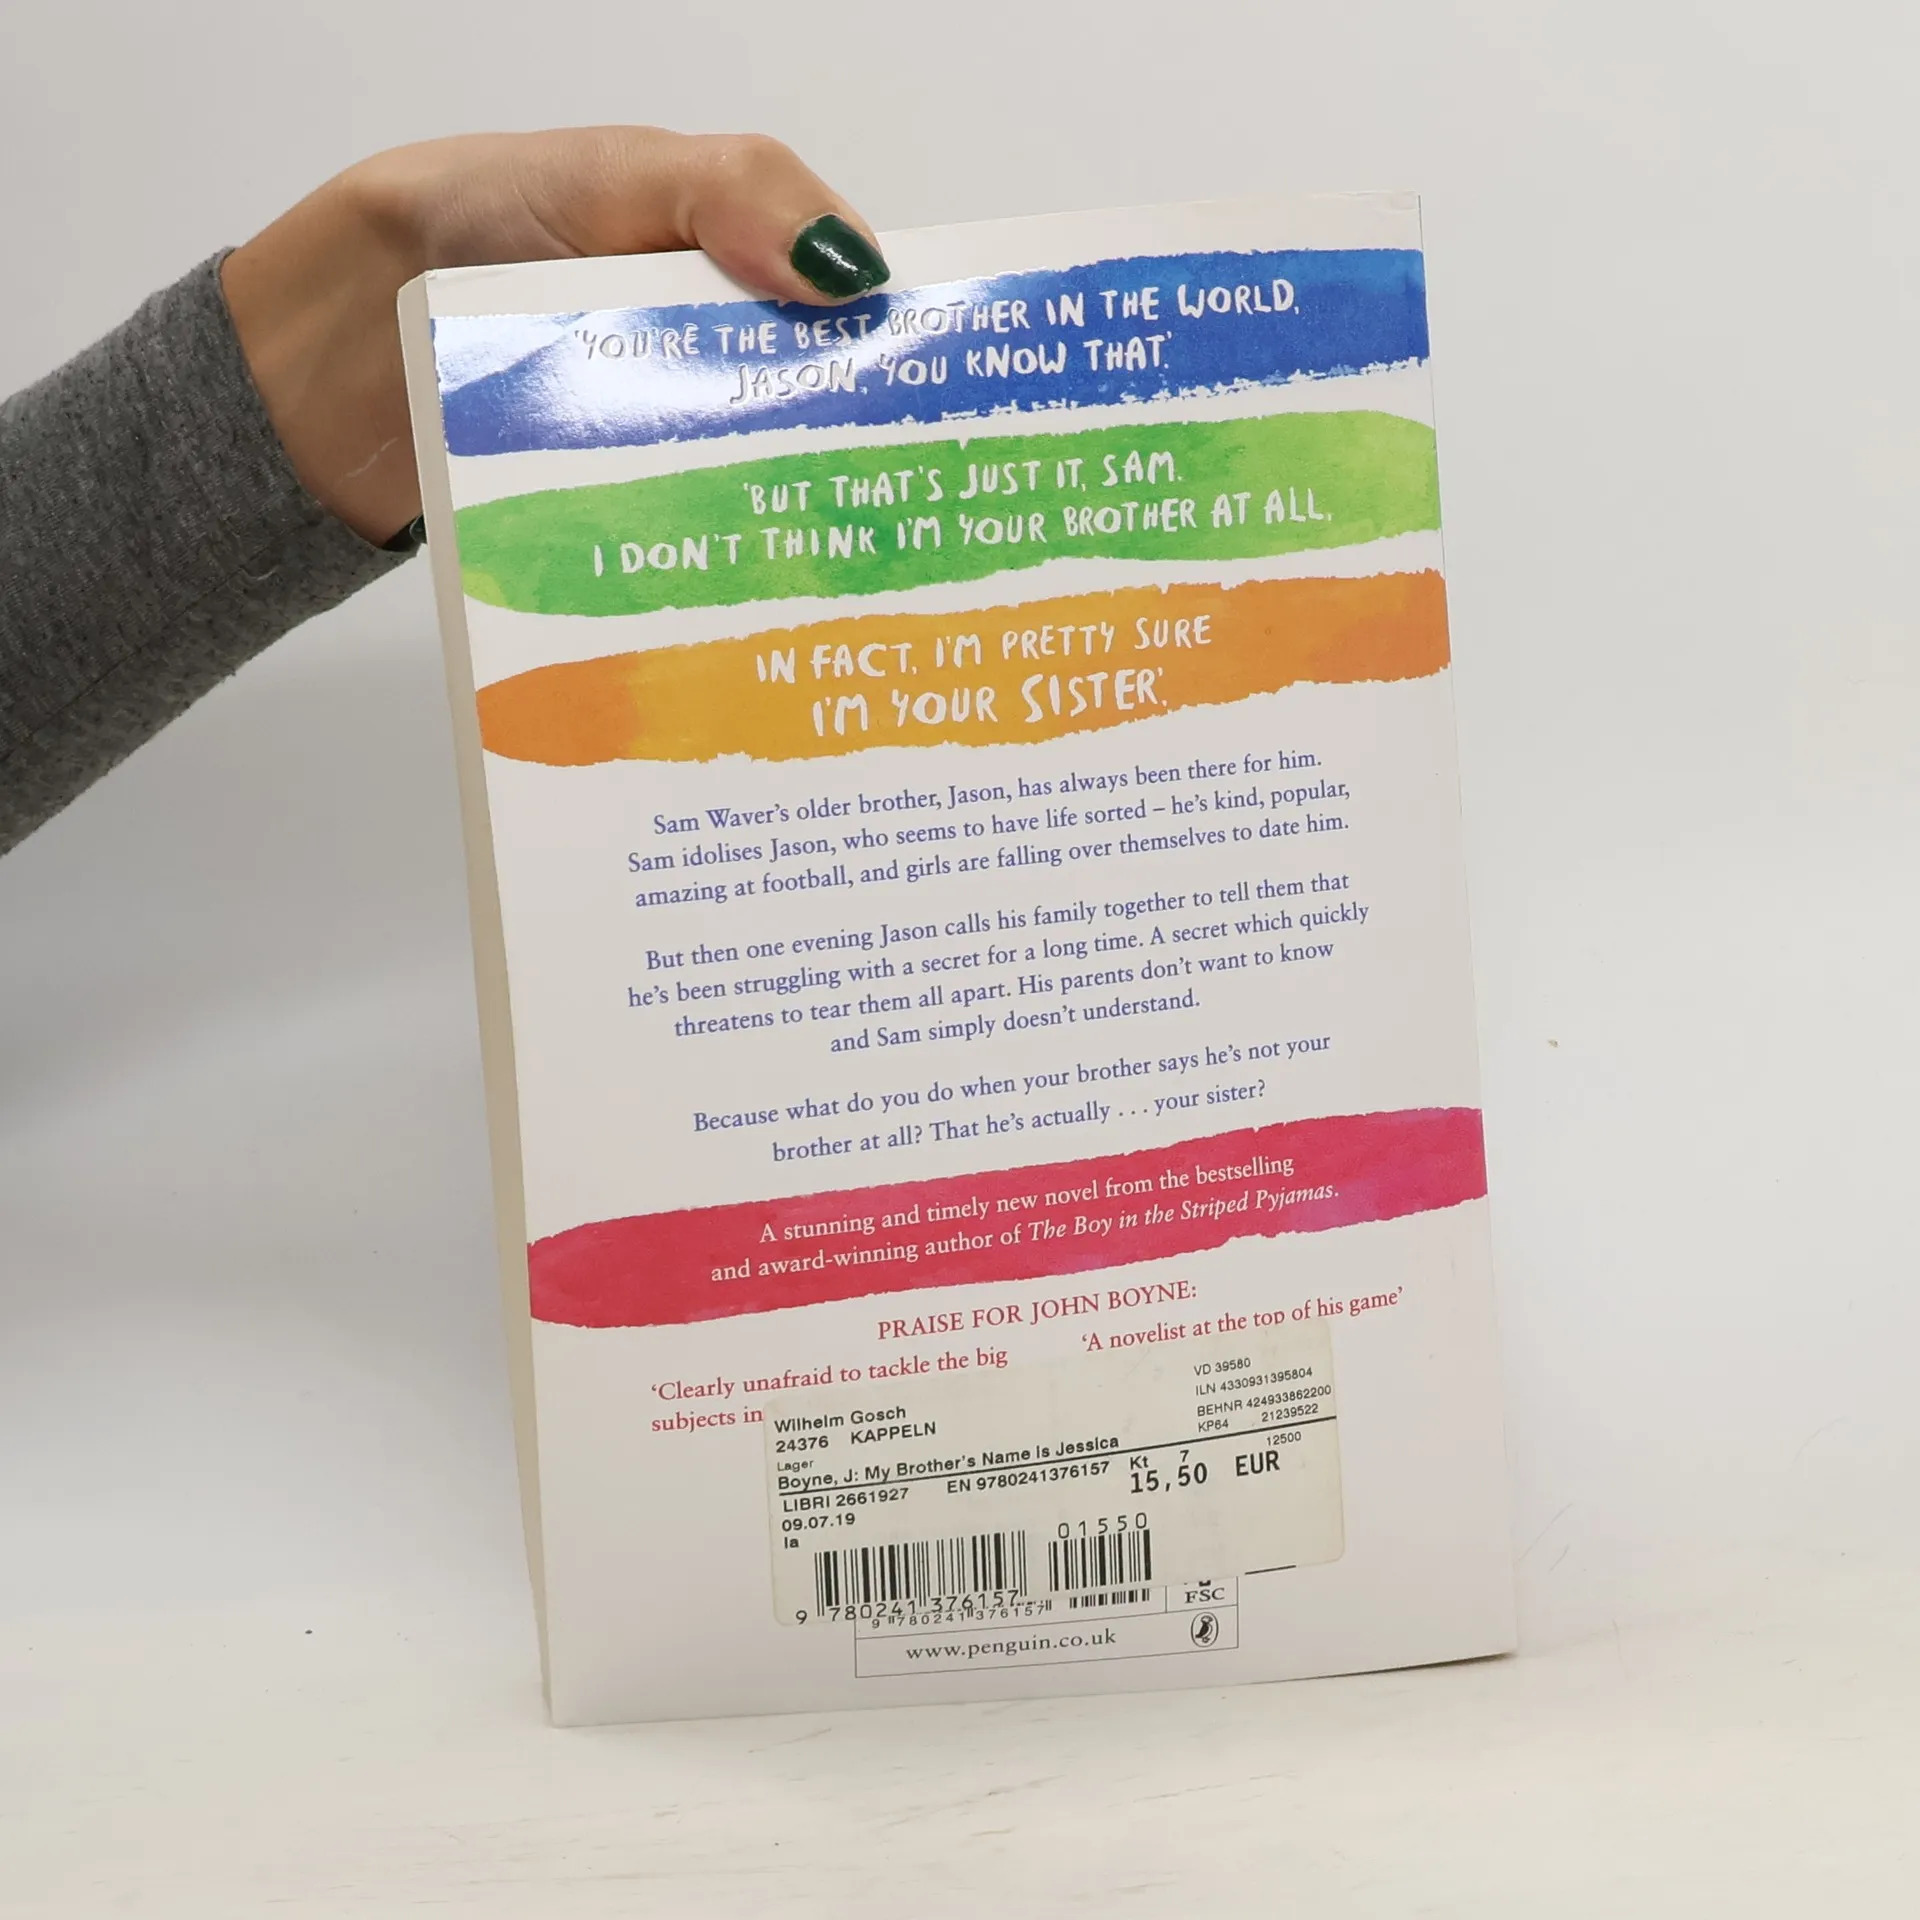 'YOU'RE THE BEST BROTHER IN THE WORLD,
JASON, YOU KNOW THAT.'
'BUT THAT'S JUST IT, SAM.
I DON'T THINK I'M YOUR BROTHER AT ALL.
IN FACT, I'M PRETTY SURE
I'M YOUR SISTER'.
Sam Waver's older brother, Jason, has always been there for him.
Sam idolises Jason, who seems to have life sorted – he's kind, popular,
amazing at football, and girls are falling over themselves to date him.
But then one evening Jason calls his family together to tell them that
he's been struggling with a secret for a long time. A secret which quickly
threatens to tear them all apart. His parents don't want to know
and Sam simply doesn't understand.
Because what do you do when your brother says he's not your
brother at all? That he's actually . . . your sister?
A stunning and timely new novel from the bestselling
and award-winning author of The Boy in the Striped Pyjamas.
PRAISE FOR JOHN BOYNE:
'Clearly unafraid to tackle the big
subjects in
'A novelist at the top of his game'
Wilhelm Gosch
24376 KAPPELN
VD 39580
ILN 4330931395804
BEHNR 424933862200
KP64 21239522
Lager
12500
Boyne, J: My Brother's Name is Jessica
LIBRI 2661927 EN 9780241376157 Kt 7
15,50 EUR
09.07.19
la
01550
9 780241 376157
9 780241 376157
FSC
www.penguin.co.uk